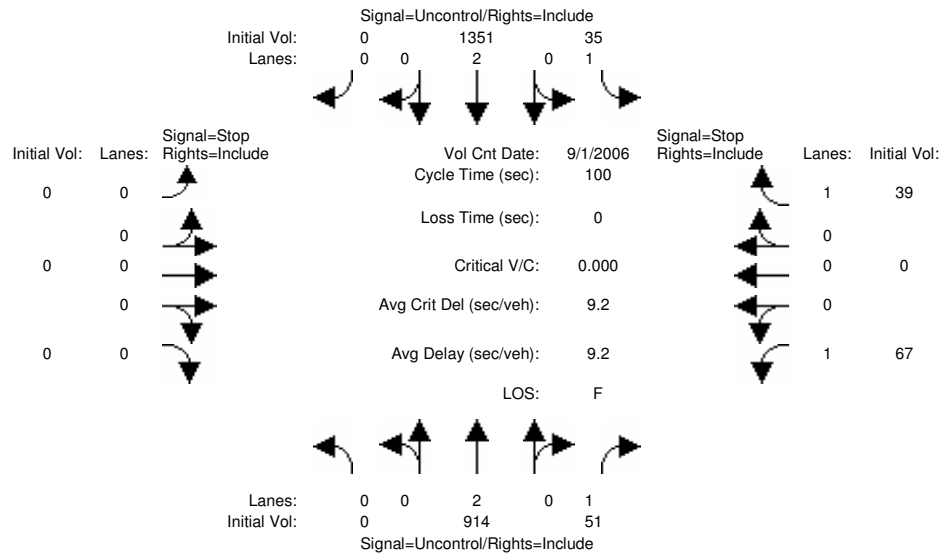 Signal=Uncontrol/Rights=Include
Initial Vol: 0 1351 35
Lanes: 0 0 2 0 1
Signal=Stop
Initial Vol: Lanes: Rights=Include
0 0
0
0 0
0
0 0
Vol Cnt Date: 9/1/2006
Cycle Time (sec): 100
Loss Time (sec): 0
Critical V/C: 0.000
Avg Crit Del (sec/veh): 9.2
Avg Delay (sec/veh): 9.2
LOS: F
Signal=Stop
Rights=Include Lanes: Initial Vol:
1 39
0
0 0
0
1 67
Lanes: 0 0 2 0 1
Initial Vol: 0 914 51
Signal=Uncontrol/Rights=Include